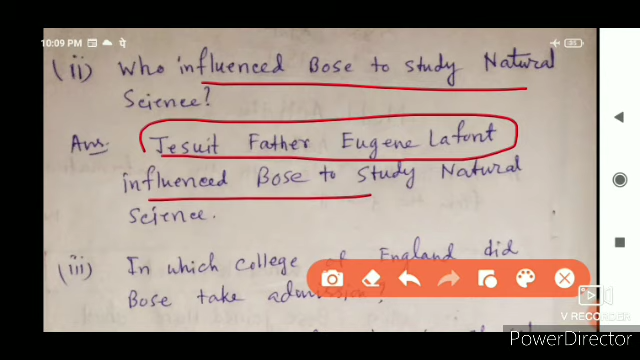 10:09 PM
(ii) Who influenced Bose to study Natural
Science?
Ans. Jesuit Father Eugene Lafont
influenced Bose to study Natural
Science.
(iii) In which college of England did
Bose take admission?
V RECORDER
PowerDirector